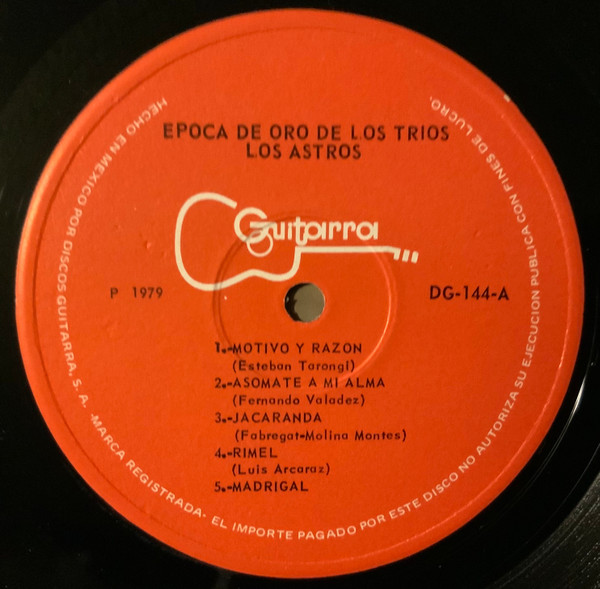 EPOCA DE ORO DE LOS TRIOS
LOS ASTROS
Guitarra
P 1979
DG-144-A
1.-MOTIVO Y RAZON
(Esteban Tarongi)
2.-ASOMATE A MI ALMA
(Fernando Valadez)
3.-JACARANDA
(Fabregat-Molina Montes)
4.-RIMEL
(Luis Arcaraz)
5.-MADRIGAL
HECHO EN MEXICO POR DISCOS GUITARRA, S. A. -MARCA REGISTRADA- EL IMPORTE PAGADO POR ESTE DISCO NO AUTORIZA SU EJECUCION PUBLICA CON FINES DE LUCRO.